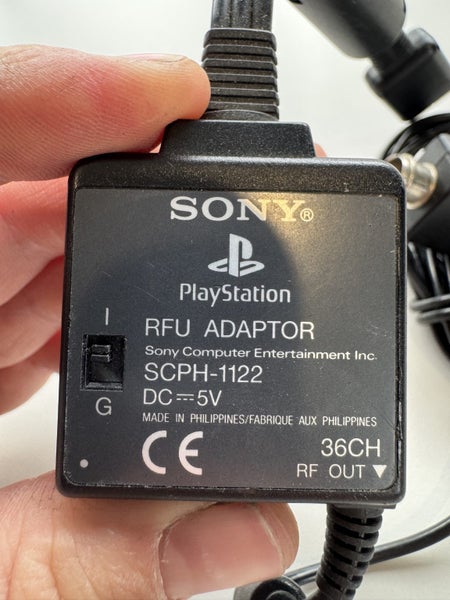 SONY®
PlayStation
I
RFU ADAPTOR
Sony Computer Entertainment Inc.
SCPH-1122
G
DC⎓5V
MADE IN PHILIPPINES/FABRIQUE AUX PHILIPPINES
CE
36CH
RF OUT ▼